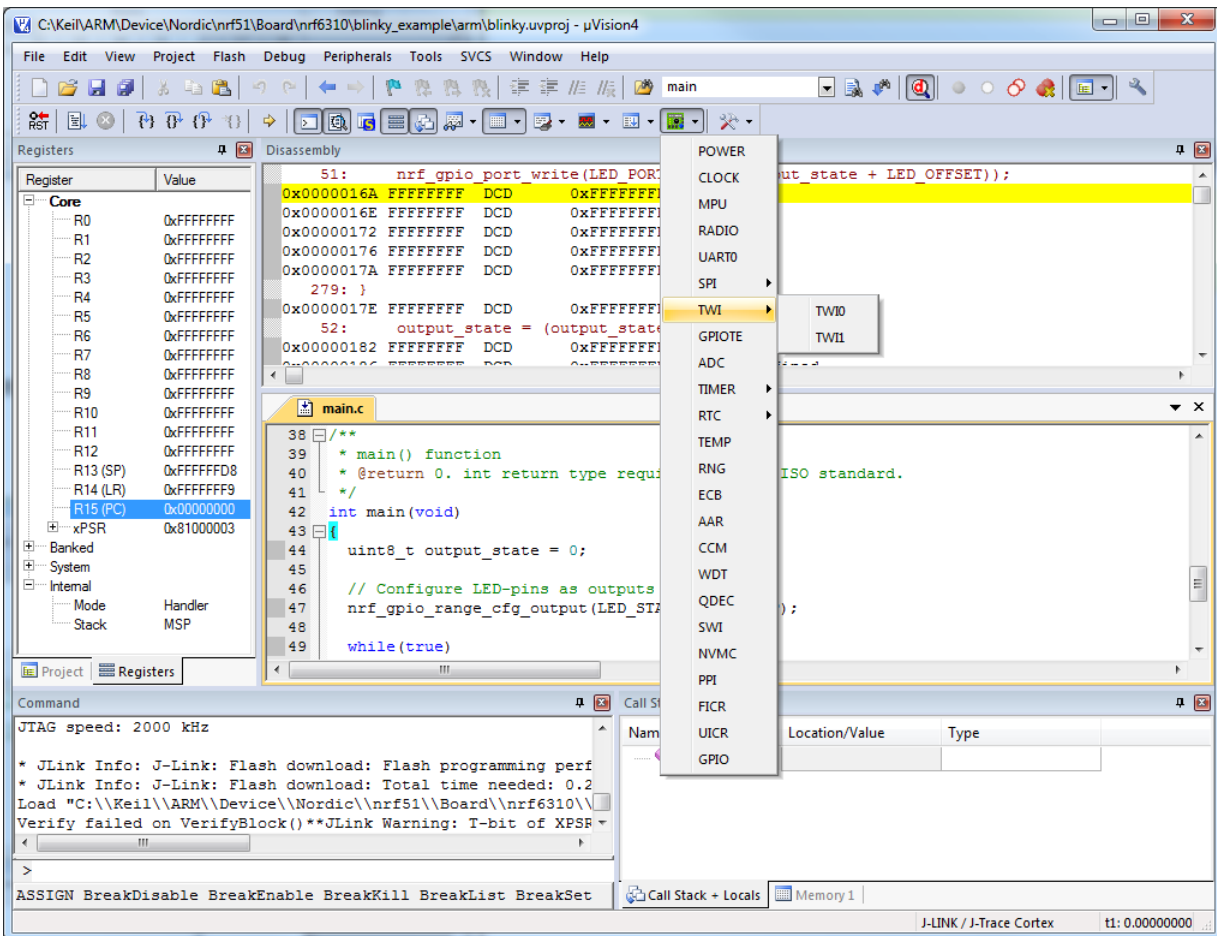 C:\Keil\ARM\Device\Nordic\nrf51\Board\nrf6310\blinky_example\arm\blinky.uvproj - µVision4
File Edit View Project Flash Debug Peripherals Tools SVCS Window Help
main
RST
Registers
Register Value
Core
R0 0xFFFFFFFF
R1 0xFFFFFFFF
R2 0xFFFFFFFF
R3 0xFFFFFFFF
R4 0xFFFFFFFF
R5 0xFFFFFFFF
R6 0xFFFFFFFF
R7 0xFFFFFFFF
R8 0xFFFFFFFF
R9 0xFFFFFFFF
R10 0xFFFFFFFF
R11 0xFFFFFFFF
R12 0xFFFFFFFF
R13 (SP) 0xFFFFFFD8
R14 (LR) 0xFFFFFFF9
R15 (PC) 0x00000000
xPSR 0x81000003
Banked
System
Internal
Mode Handler
Stack MSP
Project Registers
Disassembly
51: nrf_gpio_port_write(LED_PORT ut_state + LED_OFFSET));
0x0000016A FFFFFFFF DCD 0xFFFFFFF
0x0000016E FFFFFFFF DCD 0xFFFFFFF
0x00000172 FFFFFFFF DCD 0xFFFFFFF
0x00000176 FFFFFFFF DCD 0xFFFFFFF
0x0000017A FFFFFFFF DCD 0xFFFFFFF
279: }
0x0000017E FFFFFFFF DCD 0xFFFFFFF
52: output_state = (output_state
0x00000182 FFFFFFFF DCD 0xFFFFFFF
POWER
CLOCK
MPU
RADIO
UART0
SPI
TWI
TWI0
TWI1
GPIOTE
ADC
TIMER
RTC
TEMP
RNG
ECB
AAR
CCM
WDT
QDEC
SWI
NVMC
PPI
FICR
UICR
GPIO
main.c
38 /**
39 * main() function
40 * @return 0. int return type requi ISO standard.
41 */
42 int main(void)
43 {
44 uint8_t output_state = 0;
45
46 // Configure LED-pins as outputs
47 nrf_gpio_range_cfg_output(LED_STA );
48
49 while(true)
Command
JTAG speed: 2000 kHz
* JLink Info: J-Link: Flash download: Flash programming perf
* JLink Info: J-Link: Flash download: Total time needed: 0.2
Load "C:\\Keil\\ARM\\Device\\Nordic\\nrf51\\Board\\nrf6310\\
Verify failed on VerifyBlock()**JLink Warning: T-bit of XPSR
>
ASSIGN BreakDisable BreakEnable BreakKill BreakList BreakSet
Call St
Nam Location/Value Type
Call Stack + Locals Memory 1
J-LINK / J-Trace Cortex t1: 0.00000000